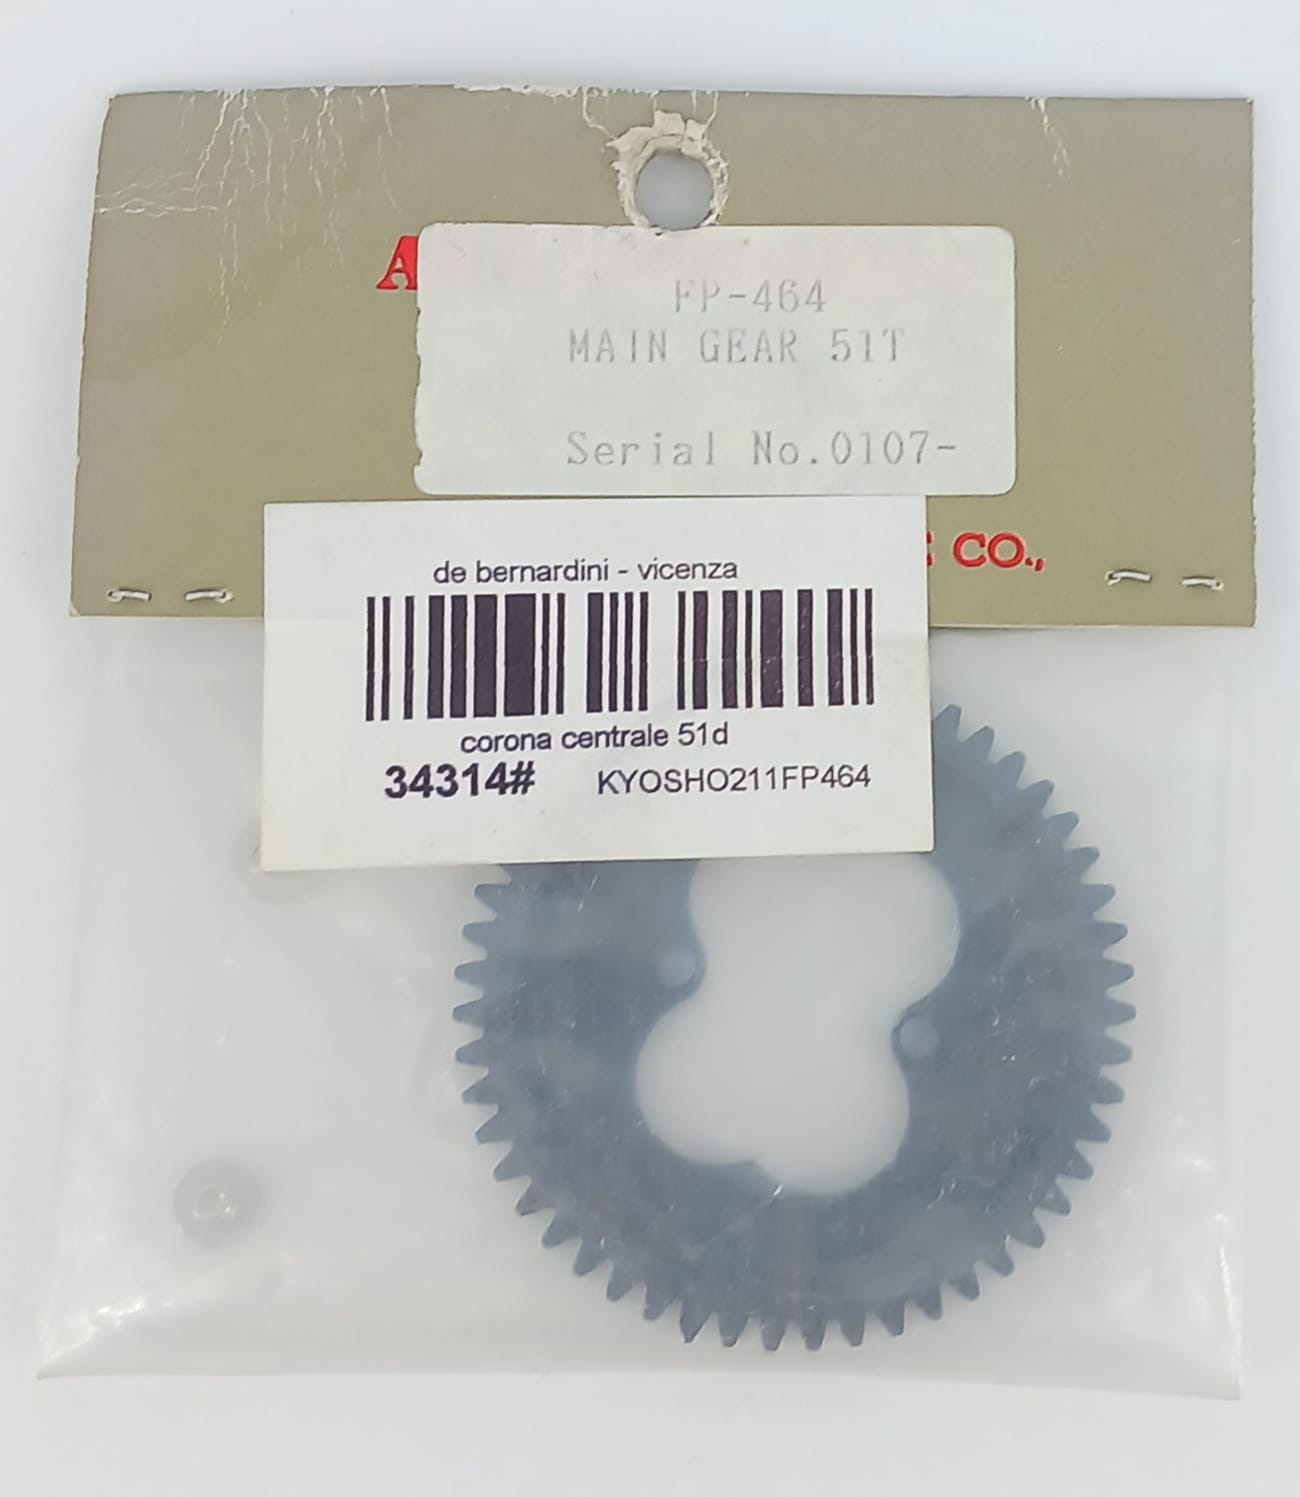 A
FP-464
MAIN GEAR 51T
Serial No.0107-
CO.,
de bernardini - vicenza
corona centrale 51d
34314# KYOSHO211FP464